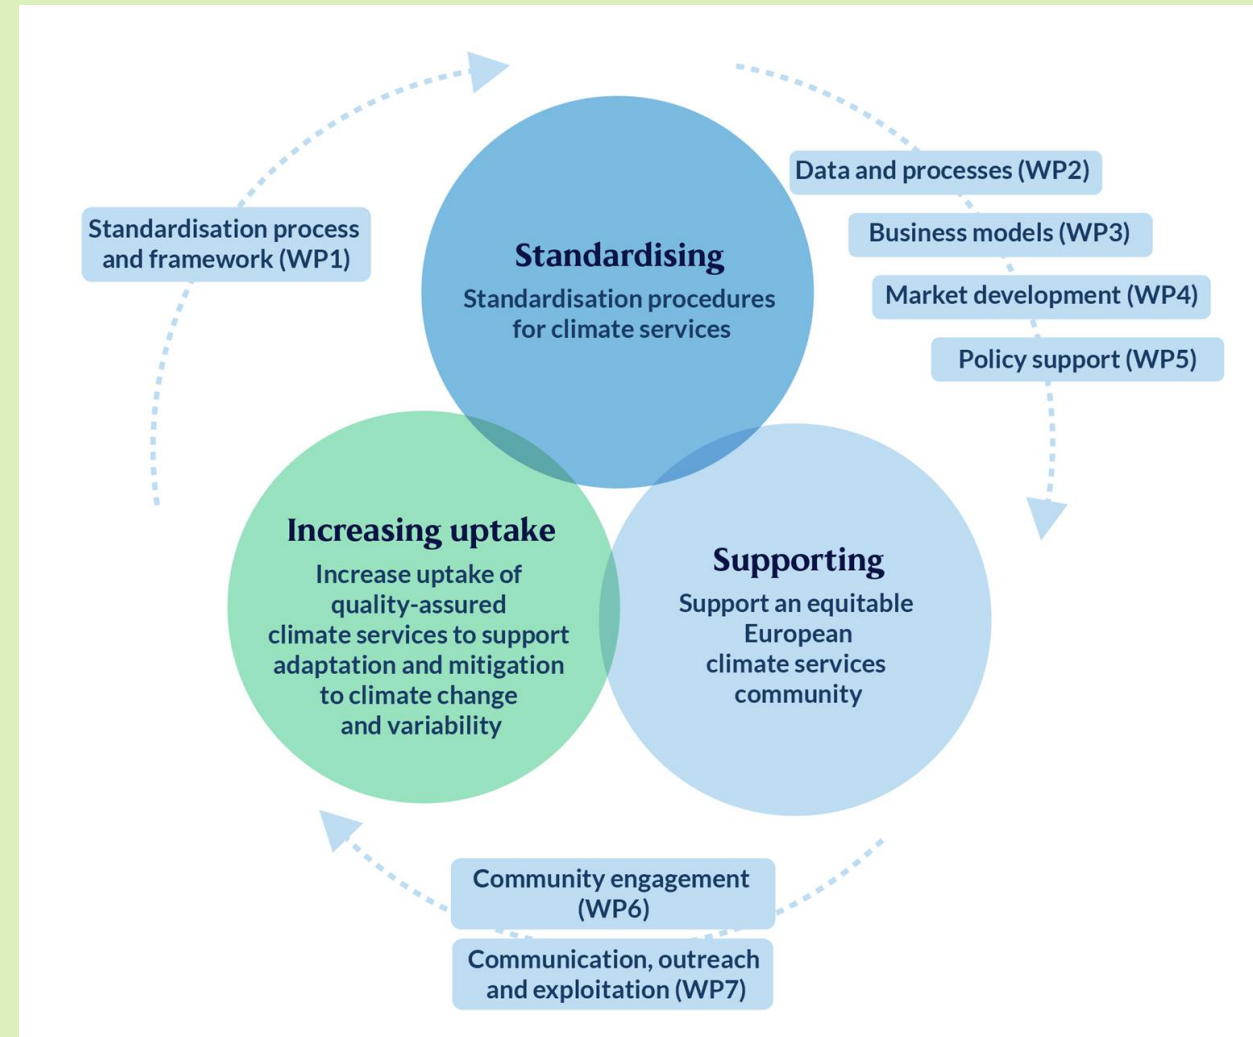 Standardisation process
and framework (WP1)
Data and processes (WP2)
Business models (WP3)
Market development (WP4)
Policy support (WP5)
Standardising
Standardisation procedures
for climate services
Increasing uptake
Increase uptake of
quality-assured
climate services to support
adaptation and mitigation
to climate change
and variability
Supporting
Support an equitable
European
climate services
community
Community engagement
(WP6)
Communication, outreach
and exploitation (WP7)